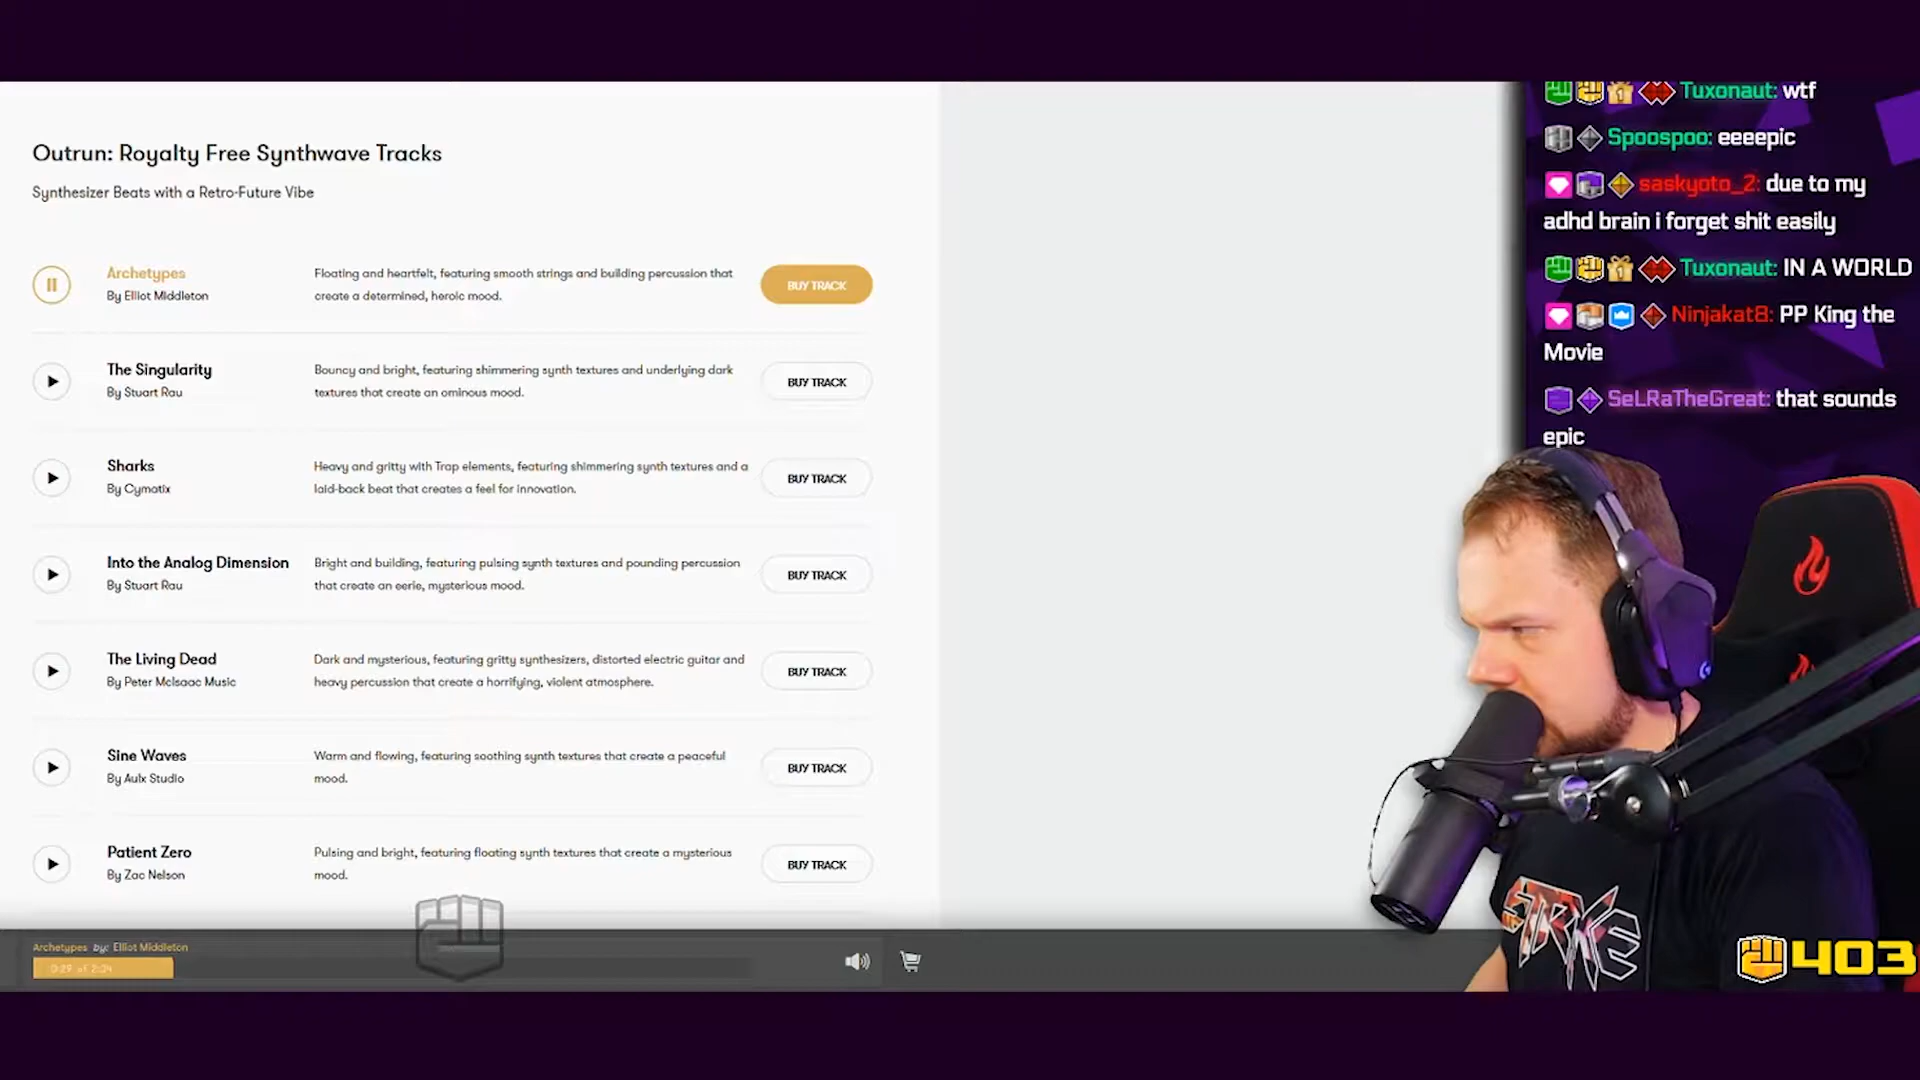 Outrun: Royalty Free Synthwave Tracks
Synthesizer Beats with a Retro-Future Vibe
Archetypes
By Elliot Middleton
Floating and heartfelt, featuring smooth strings and building percussion that
create a determined, heroic mood.
BUY TRACK
The Singularity
By Stuart Rau
Bouncy and bright, featuring shimmering synth textures and underlying dark
textures that create an ominous mood.
BUY TRACK
Sharks
By Cymatix
Heavy and gritty with Trap elements, featuring shimmering synth textures and a
laid-back beat that creates a feel for innovation.
BUY TRACK
Into the Analog Dimension
By Stuart Rau
Bright and building, featuring pulsing synth textures and pounding percussion
that create an eerie, mysterious mood.
BUY TRACK
The Living Dead
By Peter McIsaac Music
Dark and mysterious, featuring gritty synthesizers, distorted electric guitar and
heavy percussion that create a horrifying, violent atmosphere.
BUY TRACK
Sine Waves
By Aulx Studio
Warm and flowing, featuring soothing synth textures that create a peaceful
mood.
BUY TRACK
Patient Zero
By Zac Nelson
Pulsing and bright, featuring floating synth textures that create a mysterious
mood.
BUY TRACK
Archetypes by: Elliot Middleton
0:29 of 2:24
Tuxonaut: wtf
Spoospoo: eeeepic
saskyoto_2: due to my
adhd brain i forget shit easily
Tuxonaut: IN A WORLD
Ninjakat8: PP King the
Movie
SeLRaTheGreat: that sounds
epic
403